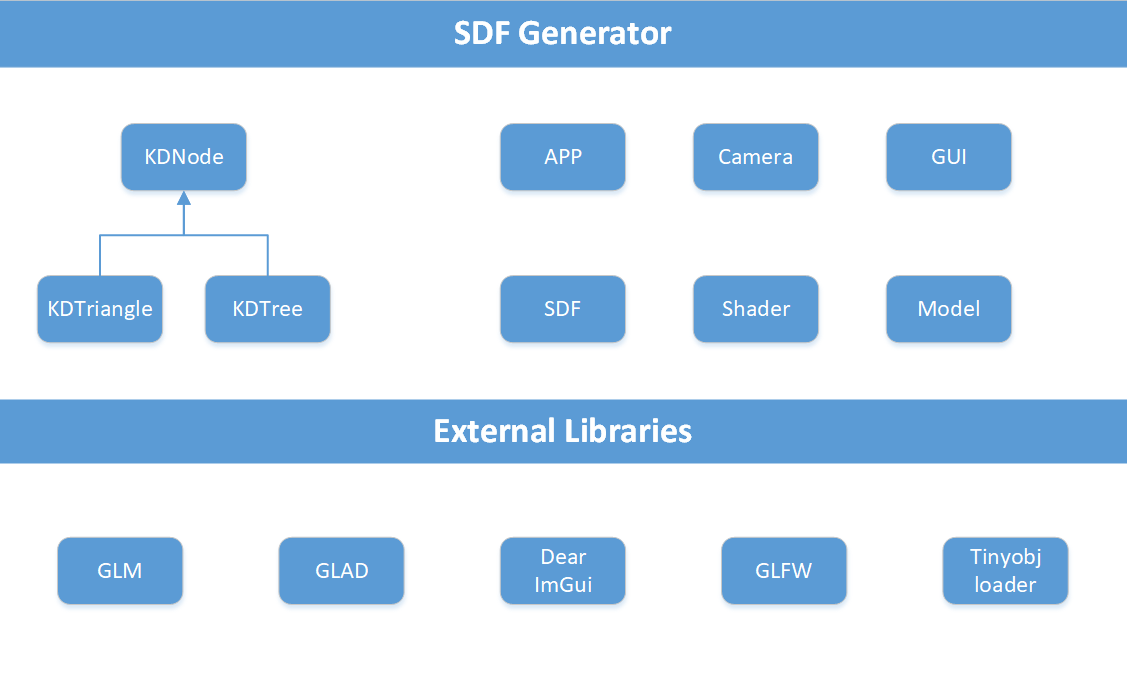 SDF Generator
KDNode
APP
Camera
GUI
KDTriangle
KDTree
SDF
Shader
Model
External Libraries
GLM
GLAD
Dear
ImGui
GLFW
Tinyobj
loader